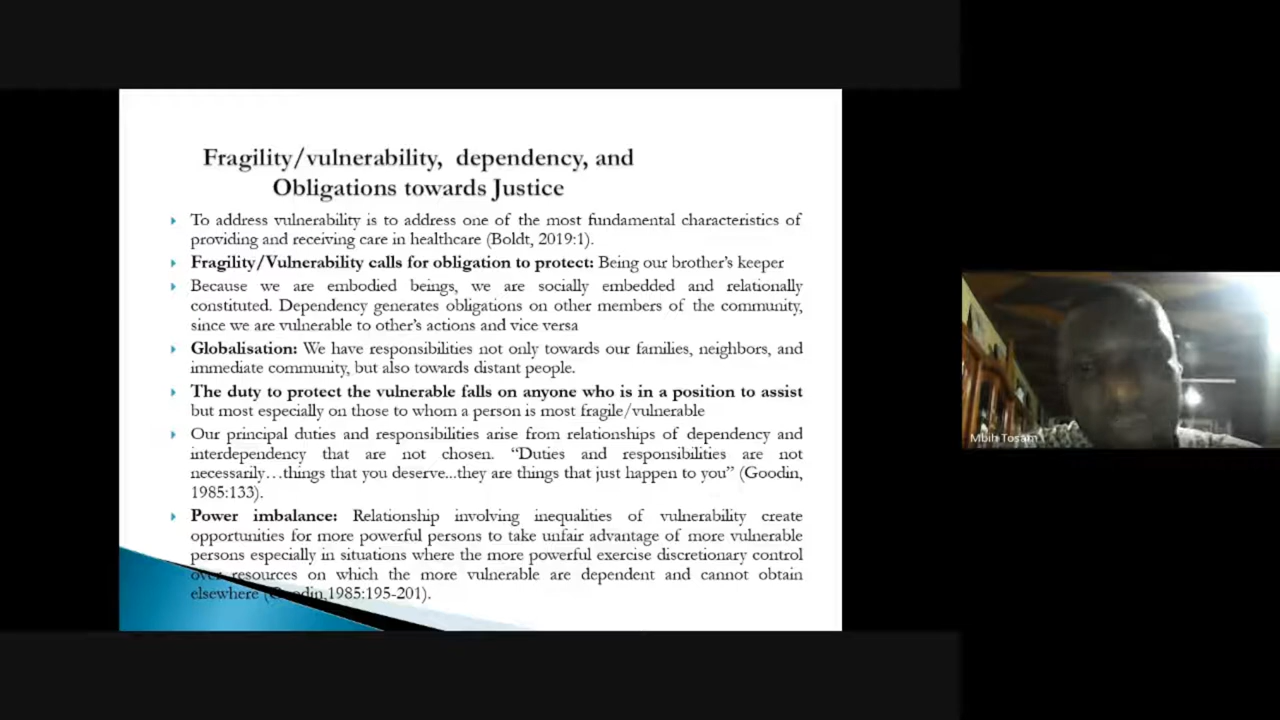 Fragility/vulnerability, dependency, and
Obligations towards Justice
To address vulnerability is to address one of the most fundamental characteristics of
providing and receiving care in healthcare (Boldt, 2019:1).
Fragility/Vulnerability calls for obligation to protect: Being our brother's keeper
Because we are embodied beings, we are socially embedded and relationally
constituted. Dependency generates obligations on other members of the community,
since we are vulnerable to other's actions and vice versa
Globalisation: We have responsibilities not only towards our families, neighbors, and
immediate community, but also towards distant people.
The duty to protect the vulnerable falls on anyone who is in a position to assist
but most especially on those to whom a person is most fragile/vulnerable
Our principal duties and responsibilities arise from relationships of dependency and
interdependency that are not chosen. “Duties and responsibilities are not
necessarily…things that you deserve...they are things that just happen to you” (Goodin,
1985:133).
Power imbalance: Relationship involving inequalities of vulnerability create
opportunities for more powerful persons to take unfair advantage of more vulnerable
persons especially in situations where the more powerful exercise discretionary control
over resources on which the more vulnerable are dependent and cannot obtain
elsewhere (Goodin,1985:195-201).
Mbih Tosam